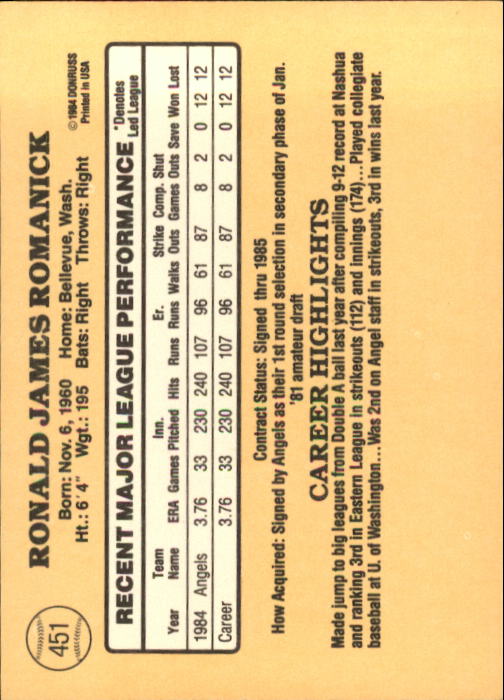 451
RONALD JAMES ROMANICK
Born: Nov. 6, 1960 Home: Bellevue, Wash.
Ht.: 6'4" Wgt.: 195 Bats: Right Throws: Right
© 1984 DONRUSS
Printed in USA
RECENT MAJOR LEAGUE PERFORMANCE
*Denotes
Led League
Team Inn. Er. Strike Comp. Shut
Year Name ERA Games Pitched Hits Runs Runs Walks Outs Games Outs Save Won Lost
1984 Angels 3.76 33 230 240 107 96 61 87 8 2 0 12 12
Career 3.76 33 230 240 107 96 61 87 8 2 0 12 12
Contract Status: Signed thru 1985
How Acquired: Signed by Angels as their 1st round selection in secondary phase of Jan.
'81 amateur draft
CAREER HIGHLIGHTS
Made jump to big leagues from Double A ball last year after compiling 9-12 record at Nashua
and ranking 3rd in Eastern League in strikeouts (112) and innings (174)...Played collegiate
baseball at U. of Washington...Was 2nd on Angel staff in strikeouts, 3rd in wins last year.